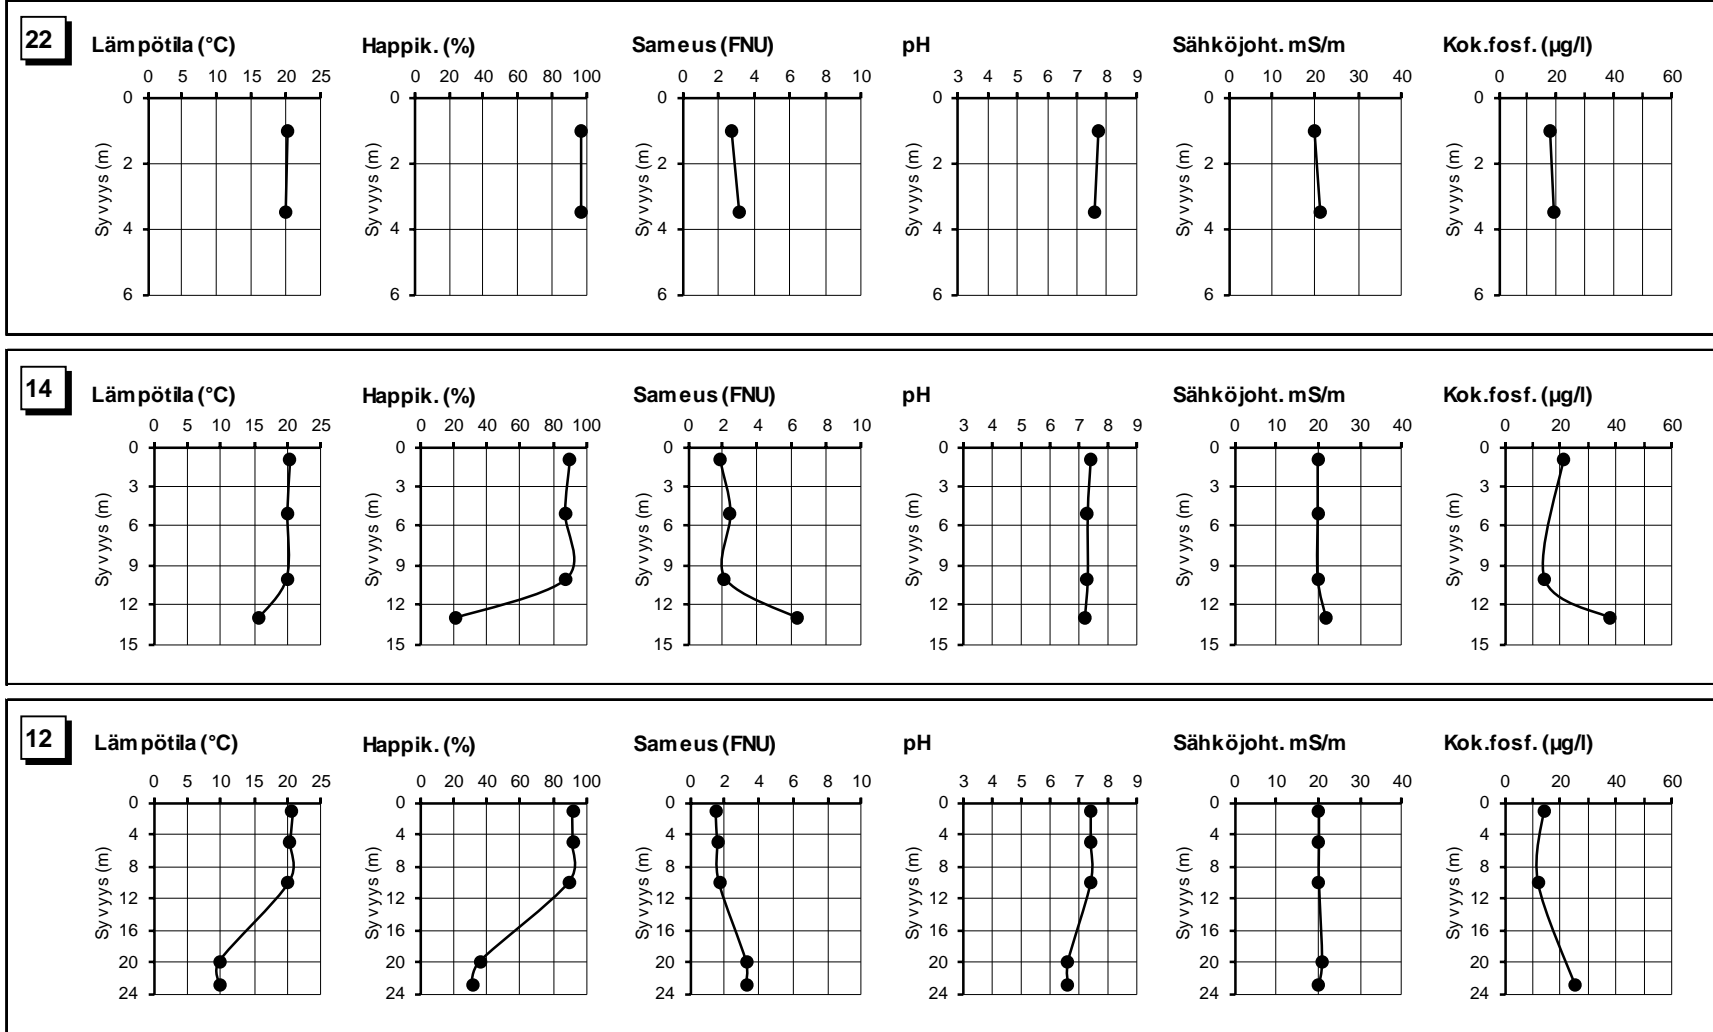 22 Lämpötila (°C) Happik. (%) Sameus (FNU) pH Sähköjoht. mS/m Kok.fosf. (µg/l)
0 5 10 15 20 25 0 20 40 60 80 100 0 2 4 6 8 10 3 4 5 6 7 8 9 0 10 20 30 40 0 20 40 60
0 0 0 0 0 0
Syvyys (m) Syvyys (m) Syvyys (m) Syvyys (m) Syvyys (m) Syvyys (m)
2 2 2 2 2 2
4 4 4 4 4 4
6 6 6 6 6 6
14 Lämpötila (°C) Happik. (%) Sameus (FNU) pH Sähköjoht. mS/m Kok.fosf. (µg/l)
0 5 10 15 20 25 0 20 40 60 80 100 0 2 4 6 8 10 3 4 5 6 7 8 9 0 10 20 30 40 0 20 40 60
0 0 0 0 0 0
3 3 3 3 3 3
Syvyys (m) Syvyys (m) Syvyys (m) Syvyys (m) Syvyys (m) Syvyys (m)
6 6 6 6 6 6
9 9 9 9 9 9
12 12 12 12 12 12
15 15 15 15 15 15
12 Lämpötila (°C) Happik. (%) Sameus (FNU) pH Sähköjoht. mS/m Kok.fosf. (µg/l)
0 5 10 15 20 25 0 20 40 60 80 100 0 2 4 6 8 10 3 4 5 6 7 8 9 0 10 20 30 40 0 20 40 60
0 0 0 0 0 0
4 4 4 4 4 4
8 8 8 8 8 8
Syvyys (m) Syvyys (m) Syvyys (m) Syvyys (m) Syvyys (m) Syvyys (m)
12 12 12 12 12 12
16 16 16 16 16 16
20 20 20 20 20 20
24 24 24 24 24 24